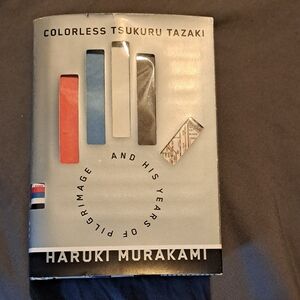 COLORLESS TSUKURU TAZAKI
AND HIS YEARS OF PILGRIMAGE
HARUKI MURAKAMI